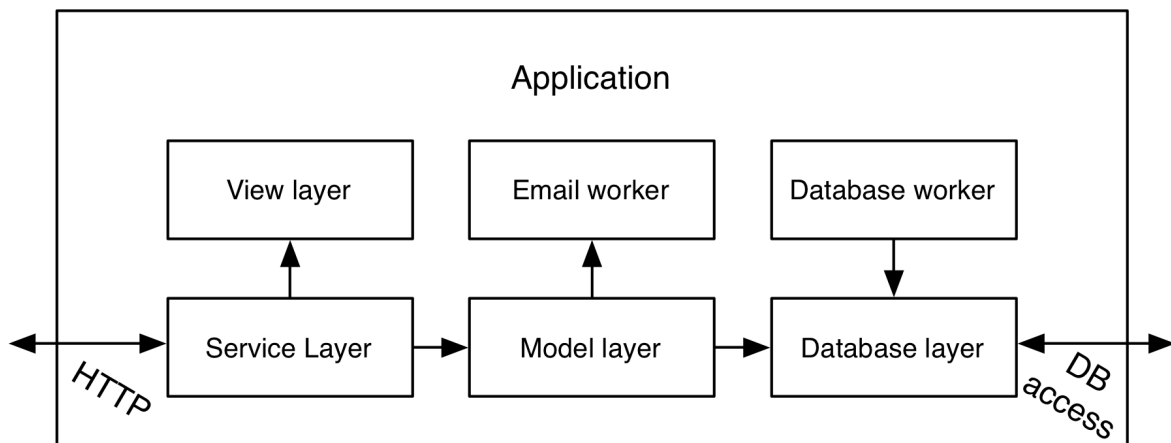 Application
View layer
Email worker
Database worker
Service Layer
Model layer
Database layer
HTTP
DB
access